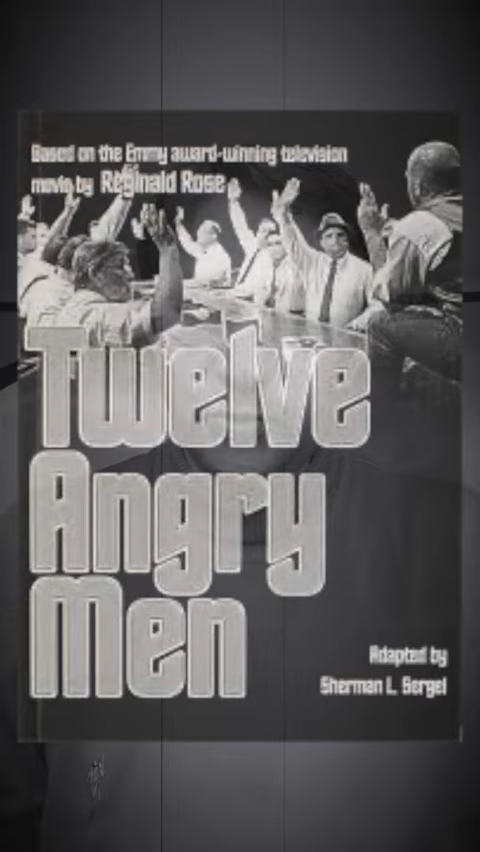 Based on the Emmy award-winning television
movie by Reginald Rose
Twelve
Angry
Men
Adapted by
Sherman L. Sergel